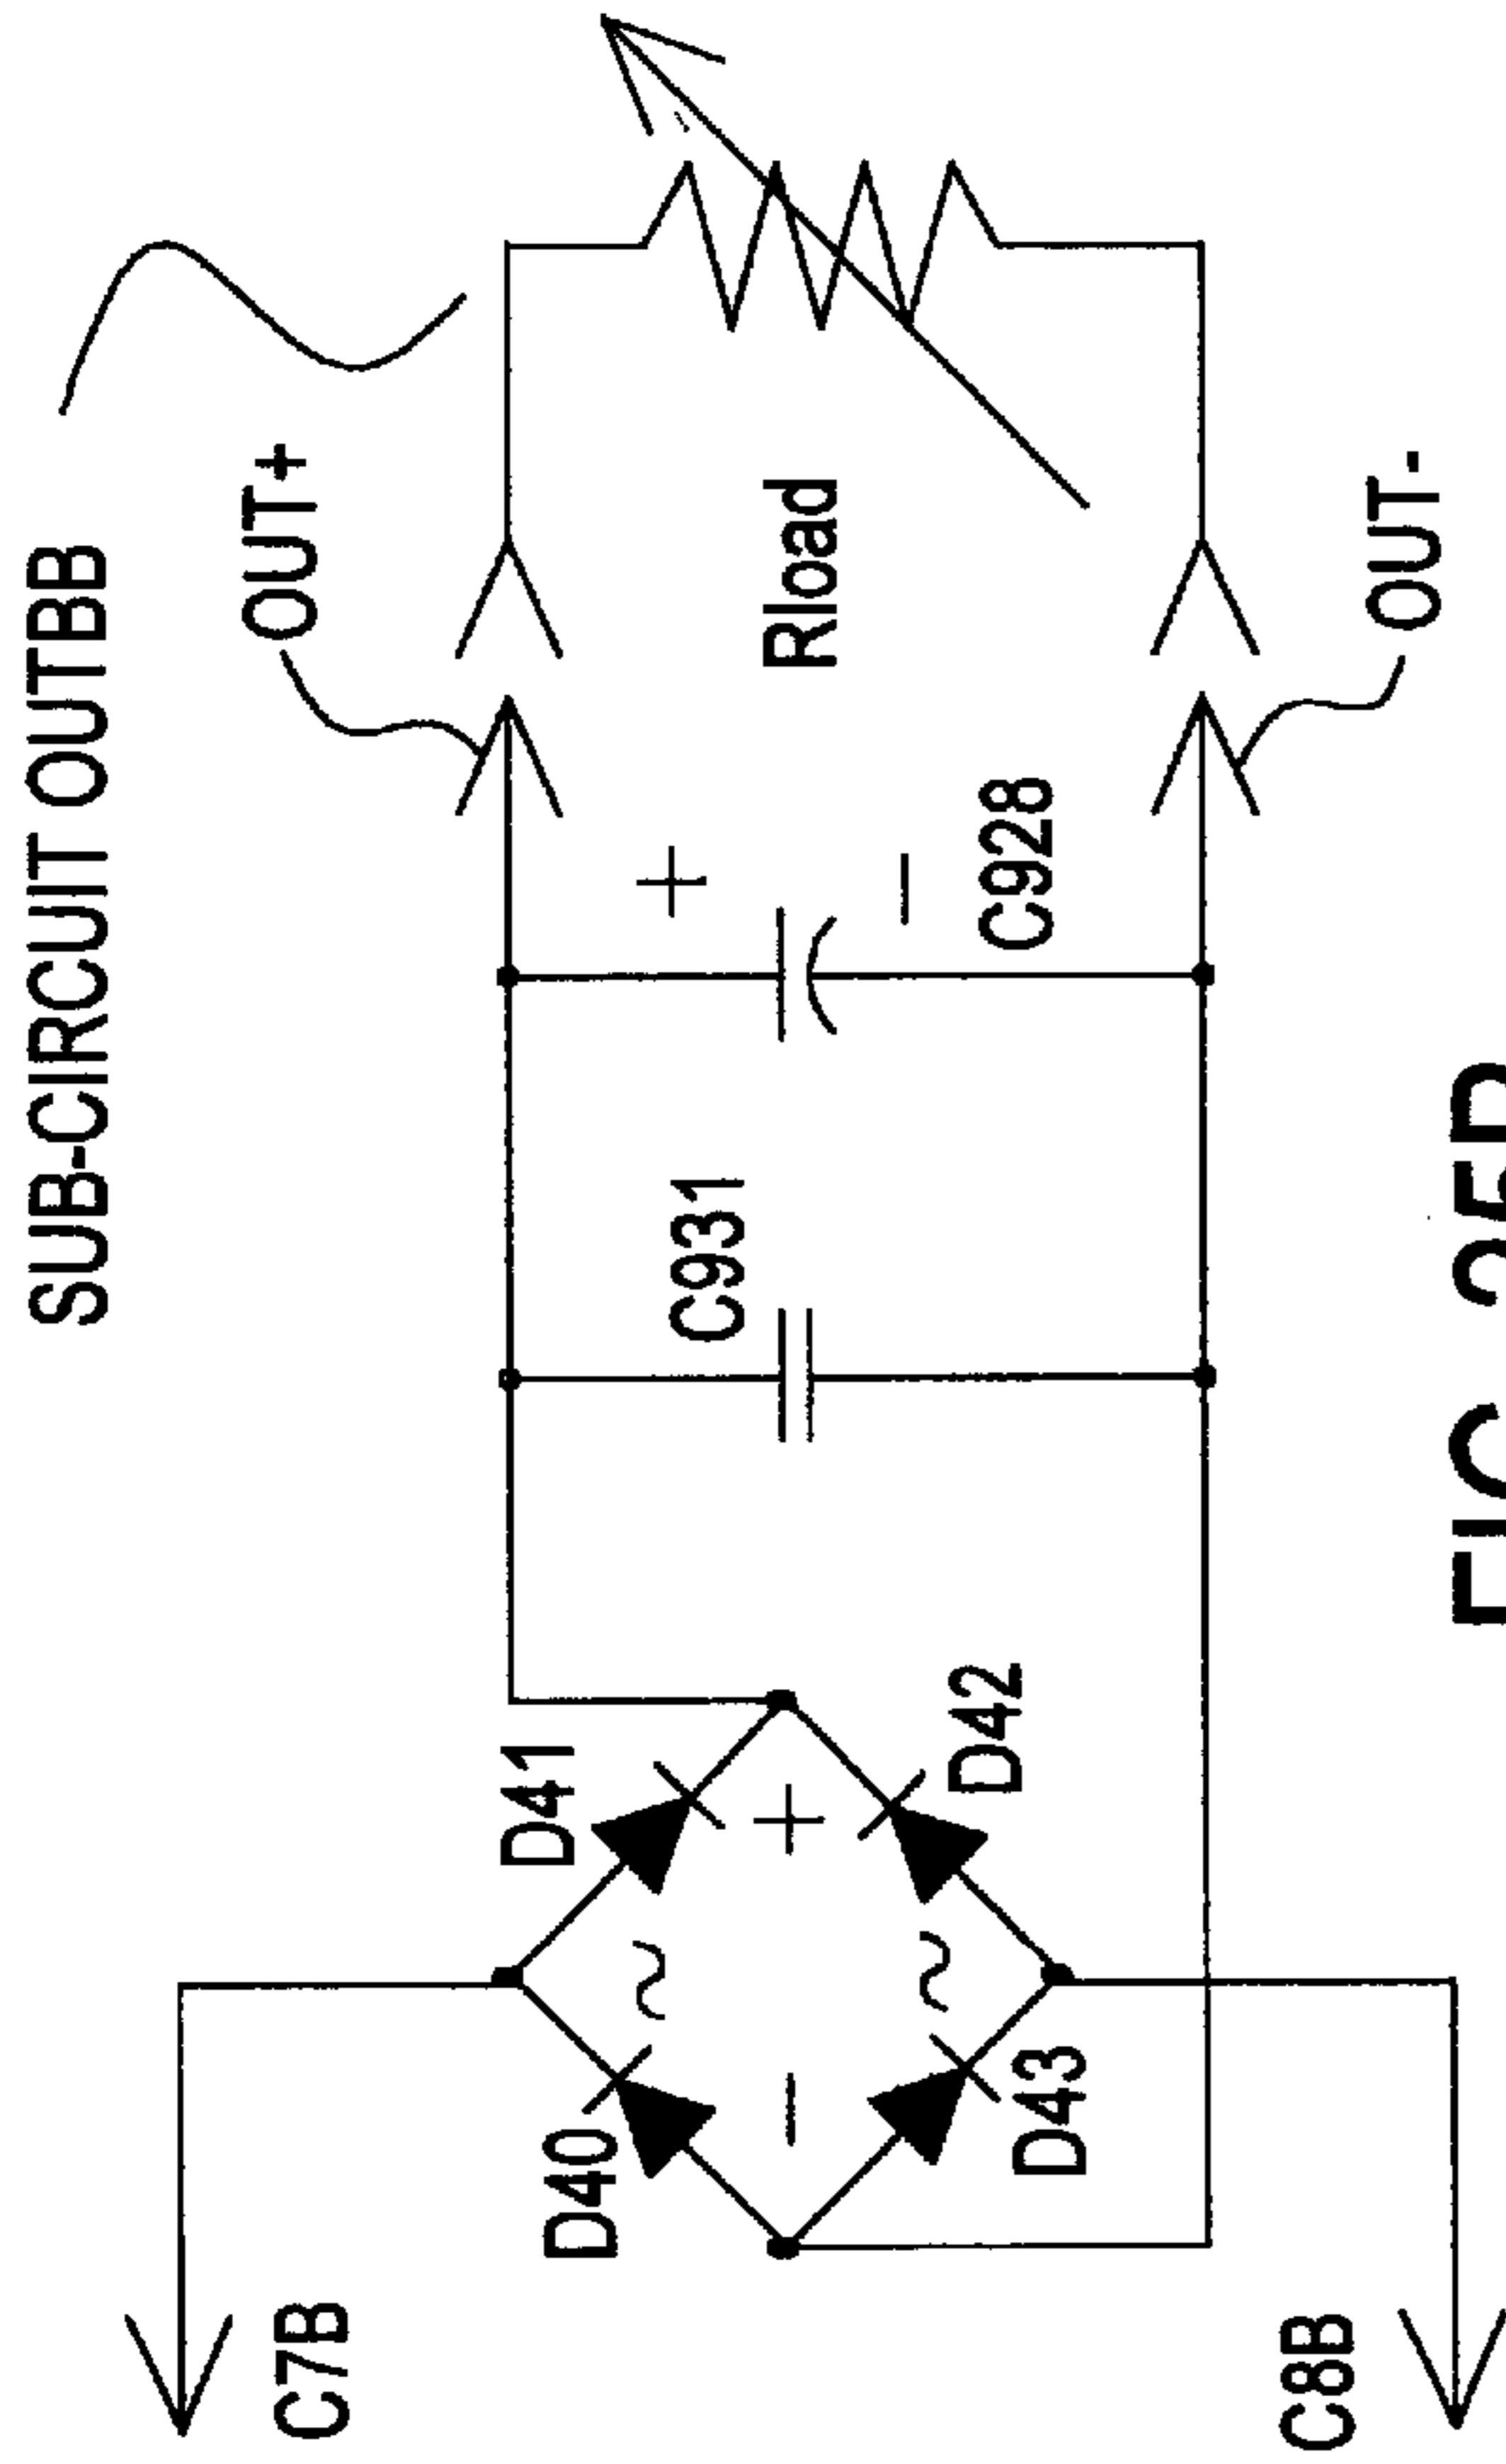 SUB-CIRCUIT OUTBB
OUT+
C7B
D41
D40
C931
+
C928
−
Rload
~
+
−
~
D42
D43
C8B
OUT-